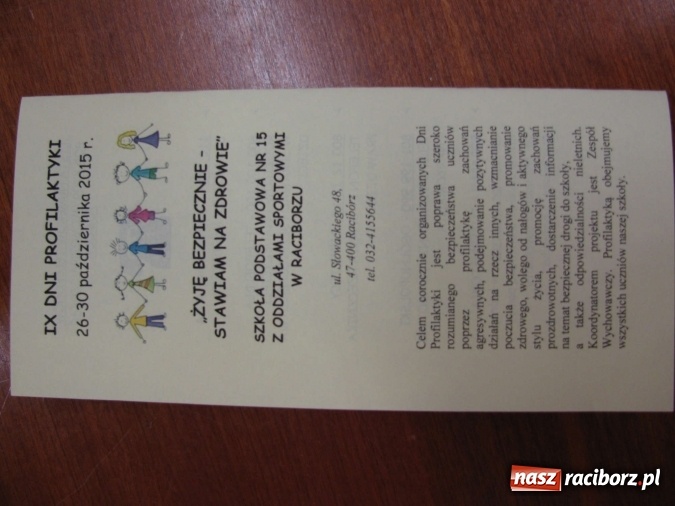 IX DNI PROFILAKTYKI
26-30 października 2015 r.
„ŻYJĘ BEZPIECZNIE -
STAWIAM NA ZDROWIE”
SZKOŁA PODSTAWOWA NR 15
Z ODDZIAŁAMI SPORTOWYMI
W RACIBORZU
ul. Słowackiego 48,
47-400 Racibórz
tel. 032-4155644
Celem corocznie organizowanych Dni
Profilaktyki jest poprawa szeroko
rozumianego bezpieczeństwa uczniów
poprzez profilaktykę zachowań
agresywnych, podejmowanie pozytywnych
działań na rzecz innych, wzmacnianie
poczucia bezpieczeństwa, promowanie
zdrowego, wolego od nałogów i aktywnego
stylu życia, promocję zachowań
prozdrowotnych, dostarczenie informacji
na temat bezpiecznej drogi do szkoły,
a także odpowiedzialności nieletnich.
Koordynatorem projektu jest Zespół
Wychowawczy. Profilaktyką obejmujemy
wszystkich uczniów naszej szkoły.
nasz raciborz.pl